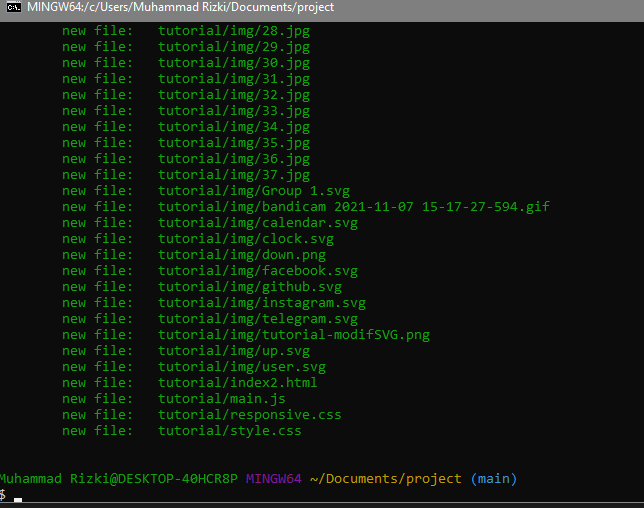 MINGW64:/c/Users/Muhammad Rizki/Documents/project
new file:   tutorial/img/28.jpg
new file:   tutorial/img/29.jpg
new file:   tutorial/img/30.jpg
new file:   tutorial/img/31.jpg
new file:   tutorial/img/32.jpg
new file:   tutorial/img/33.jpg
new file:   tutorial/img/34.jpg
new file:   tutorial/img/35.jpg
new file:   tutorial/img/36.jpg
new file:   tutorial/img/37.jpg
new file:   tutorial/img/Group 1.svg
new file:   tutorial/img/bandicam 2021-11-07 15-17-27-594.gif
new file:   tutorial/img/calendar.svg
new file:   tutorial/img/clock.svg
new file:   tutorial/img/down.png
new file:   tutorial/img/facebook.svg
new file:   tutorial/img/github.svg
new file:   tutorial/img/instagram.svg
new file:   tutorial/img/telegram.svg
new file:   tutorial/img/tutorial-modifSVG.png
new file:   tutorial/img/up.svg
new file:   tutorial/img/user.svg
new file:   tutorial/index2.html
new file:   tutorial/main.js
new file:   tutorial/responsive.css
new file:   tutorial/style.css
Muhammad Rizki@DESKTOP-40HCR8P MINGW64 ~/Documents/project (main)
$